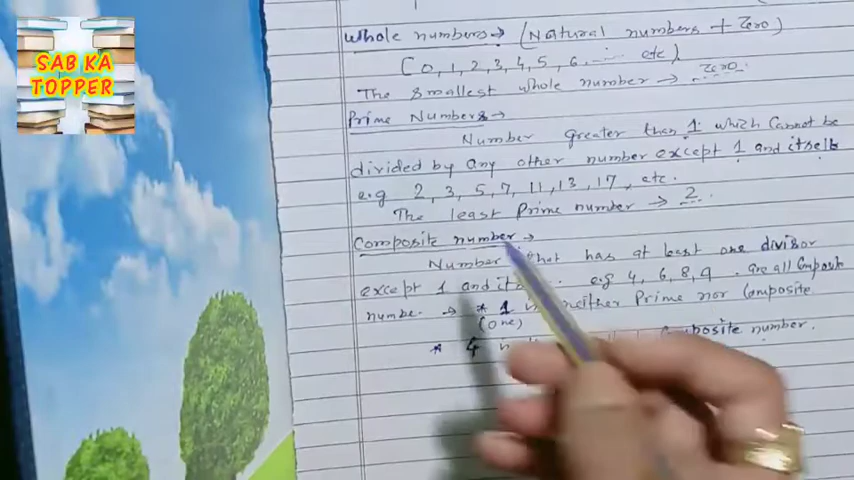 SAB KA
TOPPER
Whole numbers → (Natural numbers + Zero)
(0, 1, 2, 3, 4, 5, 6, ..... etc)
The smallest whole number → zero.
Prime Numbers →
Number greater than 1 which cannot be
divided by any other number except 1 and itself.
e.g 2, 3, 5, 7, 11, 13, 17, etc.
The least Prime number → 2.
Composite number →
Number that has at least one divisor
except 1 and e.g 4, 6, 8, 9. are all Composite
numbe. → * 1 neither Prime nor Composite
(One)
* 4 Composite number.